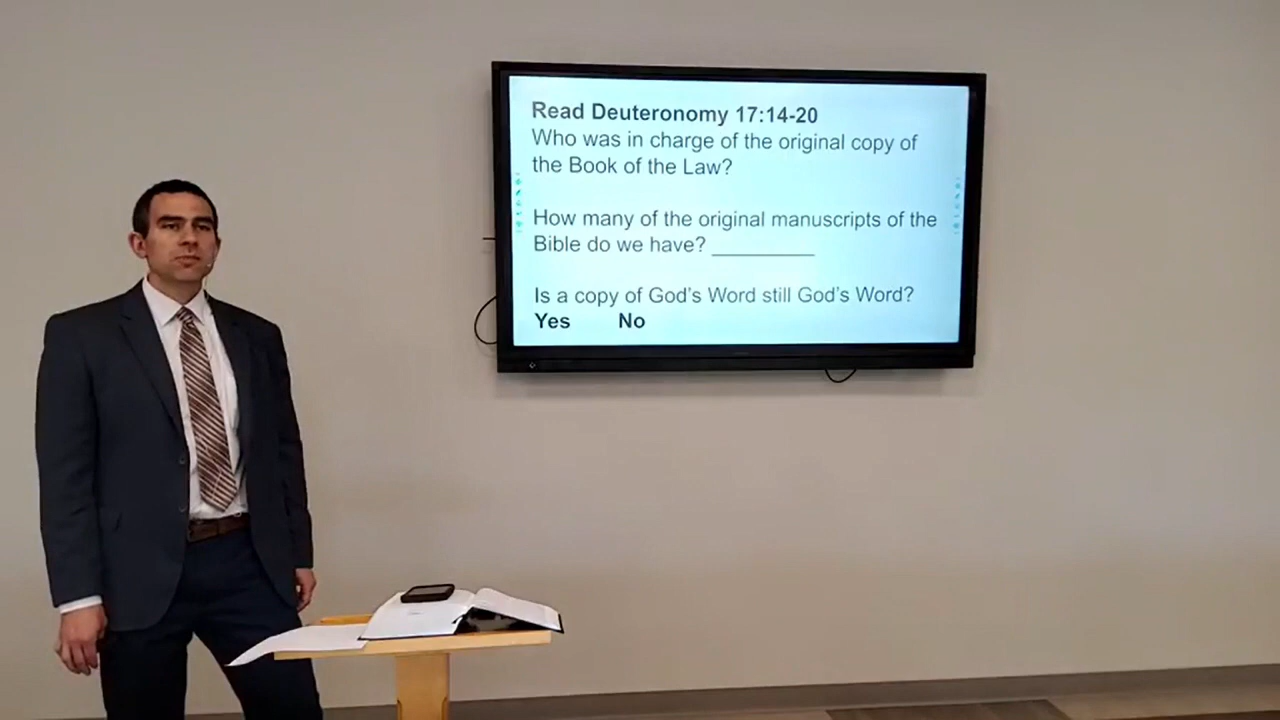 Read Deuteronomy 17:14-20
Who was in charge of the original copy of
the Book of the Law?
How many of the original manuscripts of the
Bible do we have? __________
Is a copy of God's Word still God's Word?
Yes No